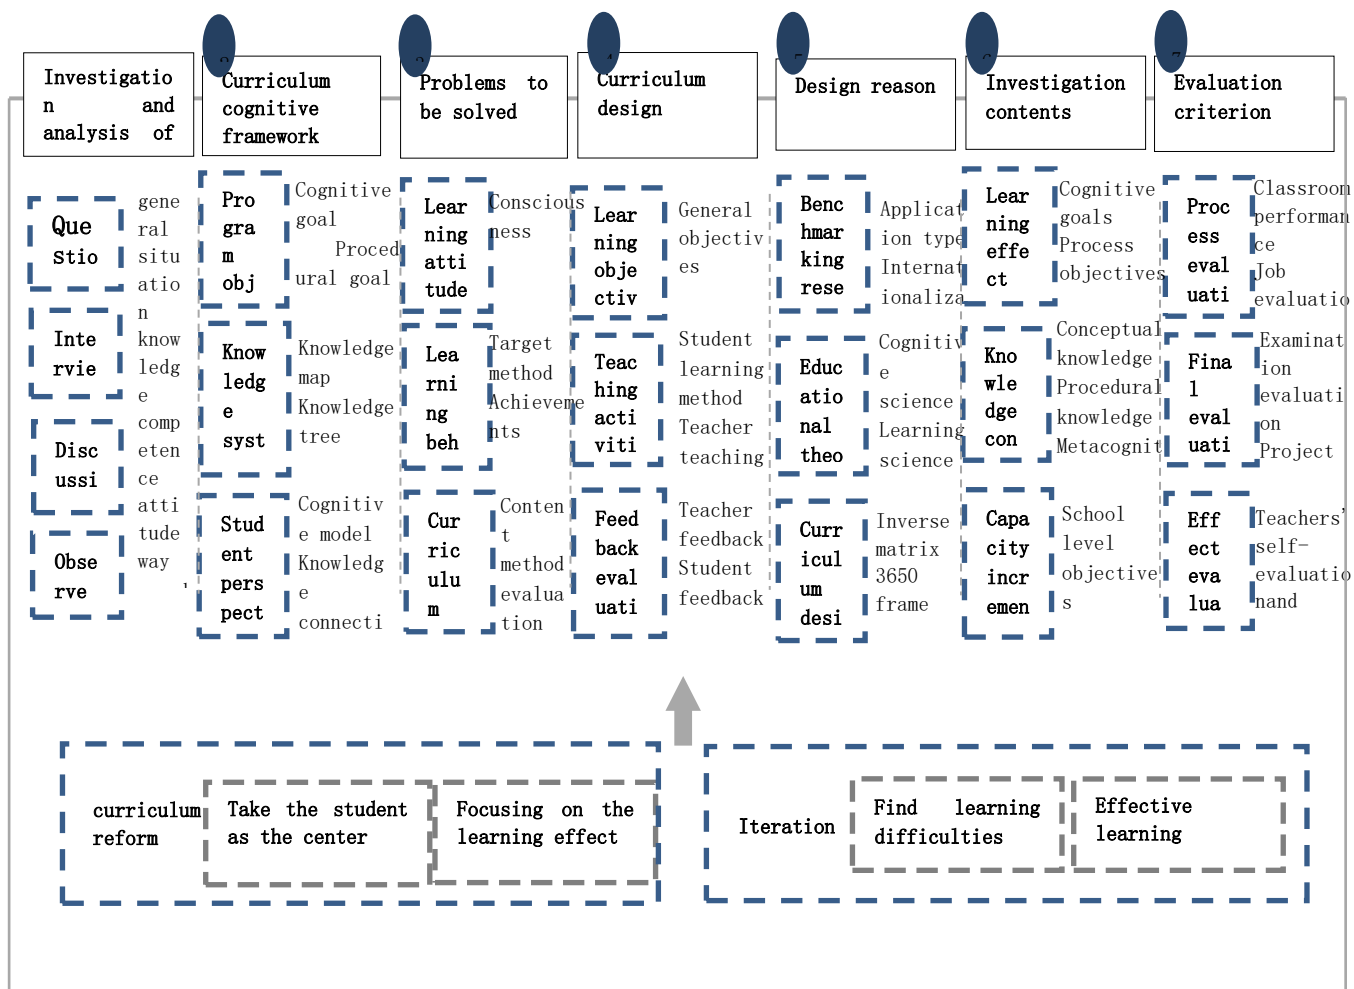 2
3
4
5
6
7
Investigatio
n and
analysis of
Curriculum
cognitive
framework
Problems to
be solved
Curriculum
design
Design reason
Investigation
contents
Evaluation
criterion
Que
stio
Inte
rvie
Disc
ussi
Obse
rve
gene
ral
situ
atio
n
know
ledg
e
comp
eten
ce
atti
tude
way
Pro
gra
m
obj
Cognitive
goal
Proced
ural goal
Know
ledg
e
syst
Knowledge
map
Knowledge
tree
Stud
ent
pers
pect
Cognitiv
e model
Knowledg
e
connecti
Lear
ning
atti
tude
Conscious
ness
Lea
rni
ng
beh
Target
method
Achieveme
nts
Cur
ric
ulu
m
Conten
t
method
evalua
tion
Lear
ning
obje
ctiv
General
objectiv
es
Teac
hing
acti
viti
Student
learning
method
Teacher
teaching
Feed
back
eval
uati
Teacher
feedback
Student
feedback
Benc
hmar
king
rese
Applicat
ion type
Internat
ionaliza
Educ
atio
nal
theo
Cognitiv
e
science
Learning
science
Curr
icul
um
desi
Inverse
matrix
3650
frame
Lear
ning
effe
ct
Cognitive
goals
Process
objectives
Kno
wle
dge
con
Conceptual
knowledge
Procedural
knowledge
Metacognit
Capa
city
incr
emen
School
level
objective
s
Proc
ess
eval
uati
Classroom
performan
ce
Job
evaluatio
Fina
l
eval
uati
Examinat
ion
evaluati
on
Project
Eff
ect
eva
lua
Teachers'
self-
evaluatio
nand
curriculum
reform
Take the student
as the center
Focusing on the
learning effect
Iteration
Find learning
difficulties
Effective
learning